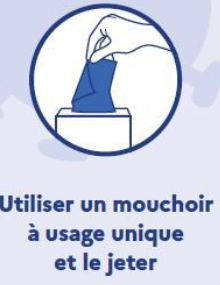 Utiliser un mouchoir
à usage unique
et le jeter